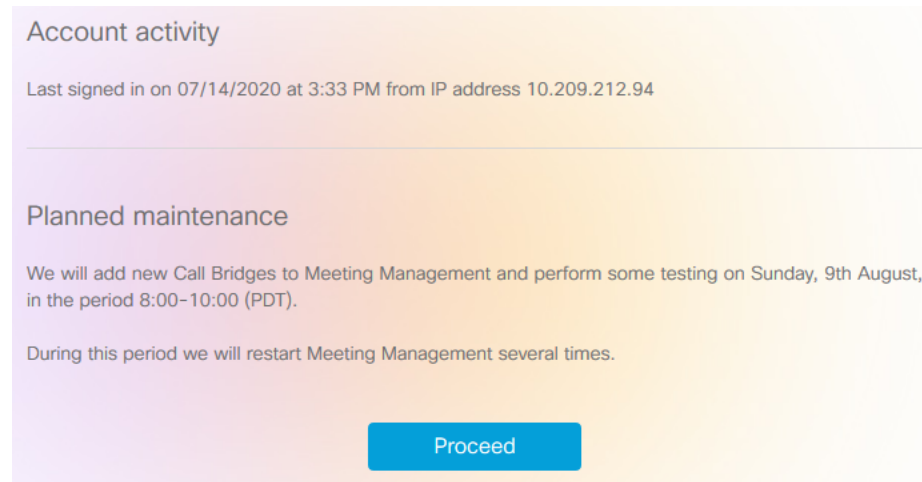 Account activity
Last signed in on 07/14/2020 at 3:33 PM from IP address 10.209.212.94
Planned maintenance
We will add new Call Bridges to Meeting Management and perform some testing on Sunday, 9th August,
in the period 8:00-10:00 (PDT).
During this period we will restart Meeting Management several times.
Proceed